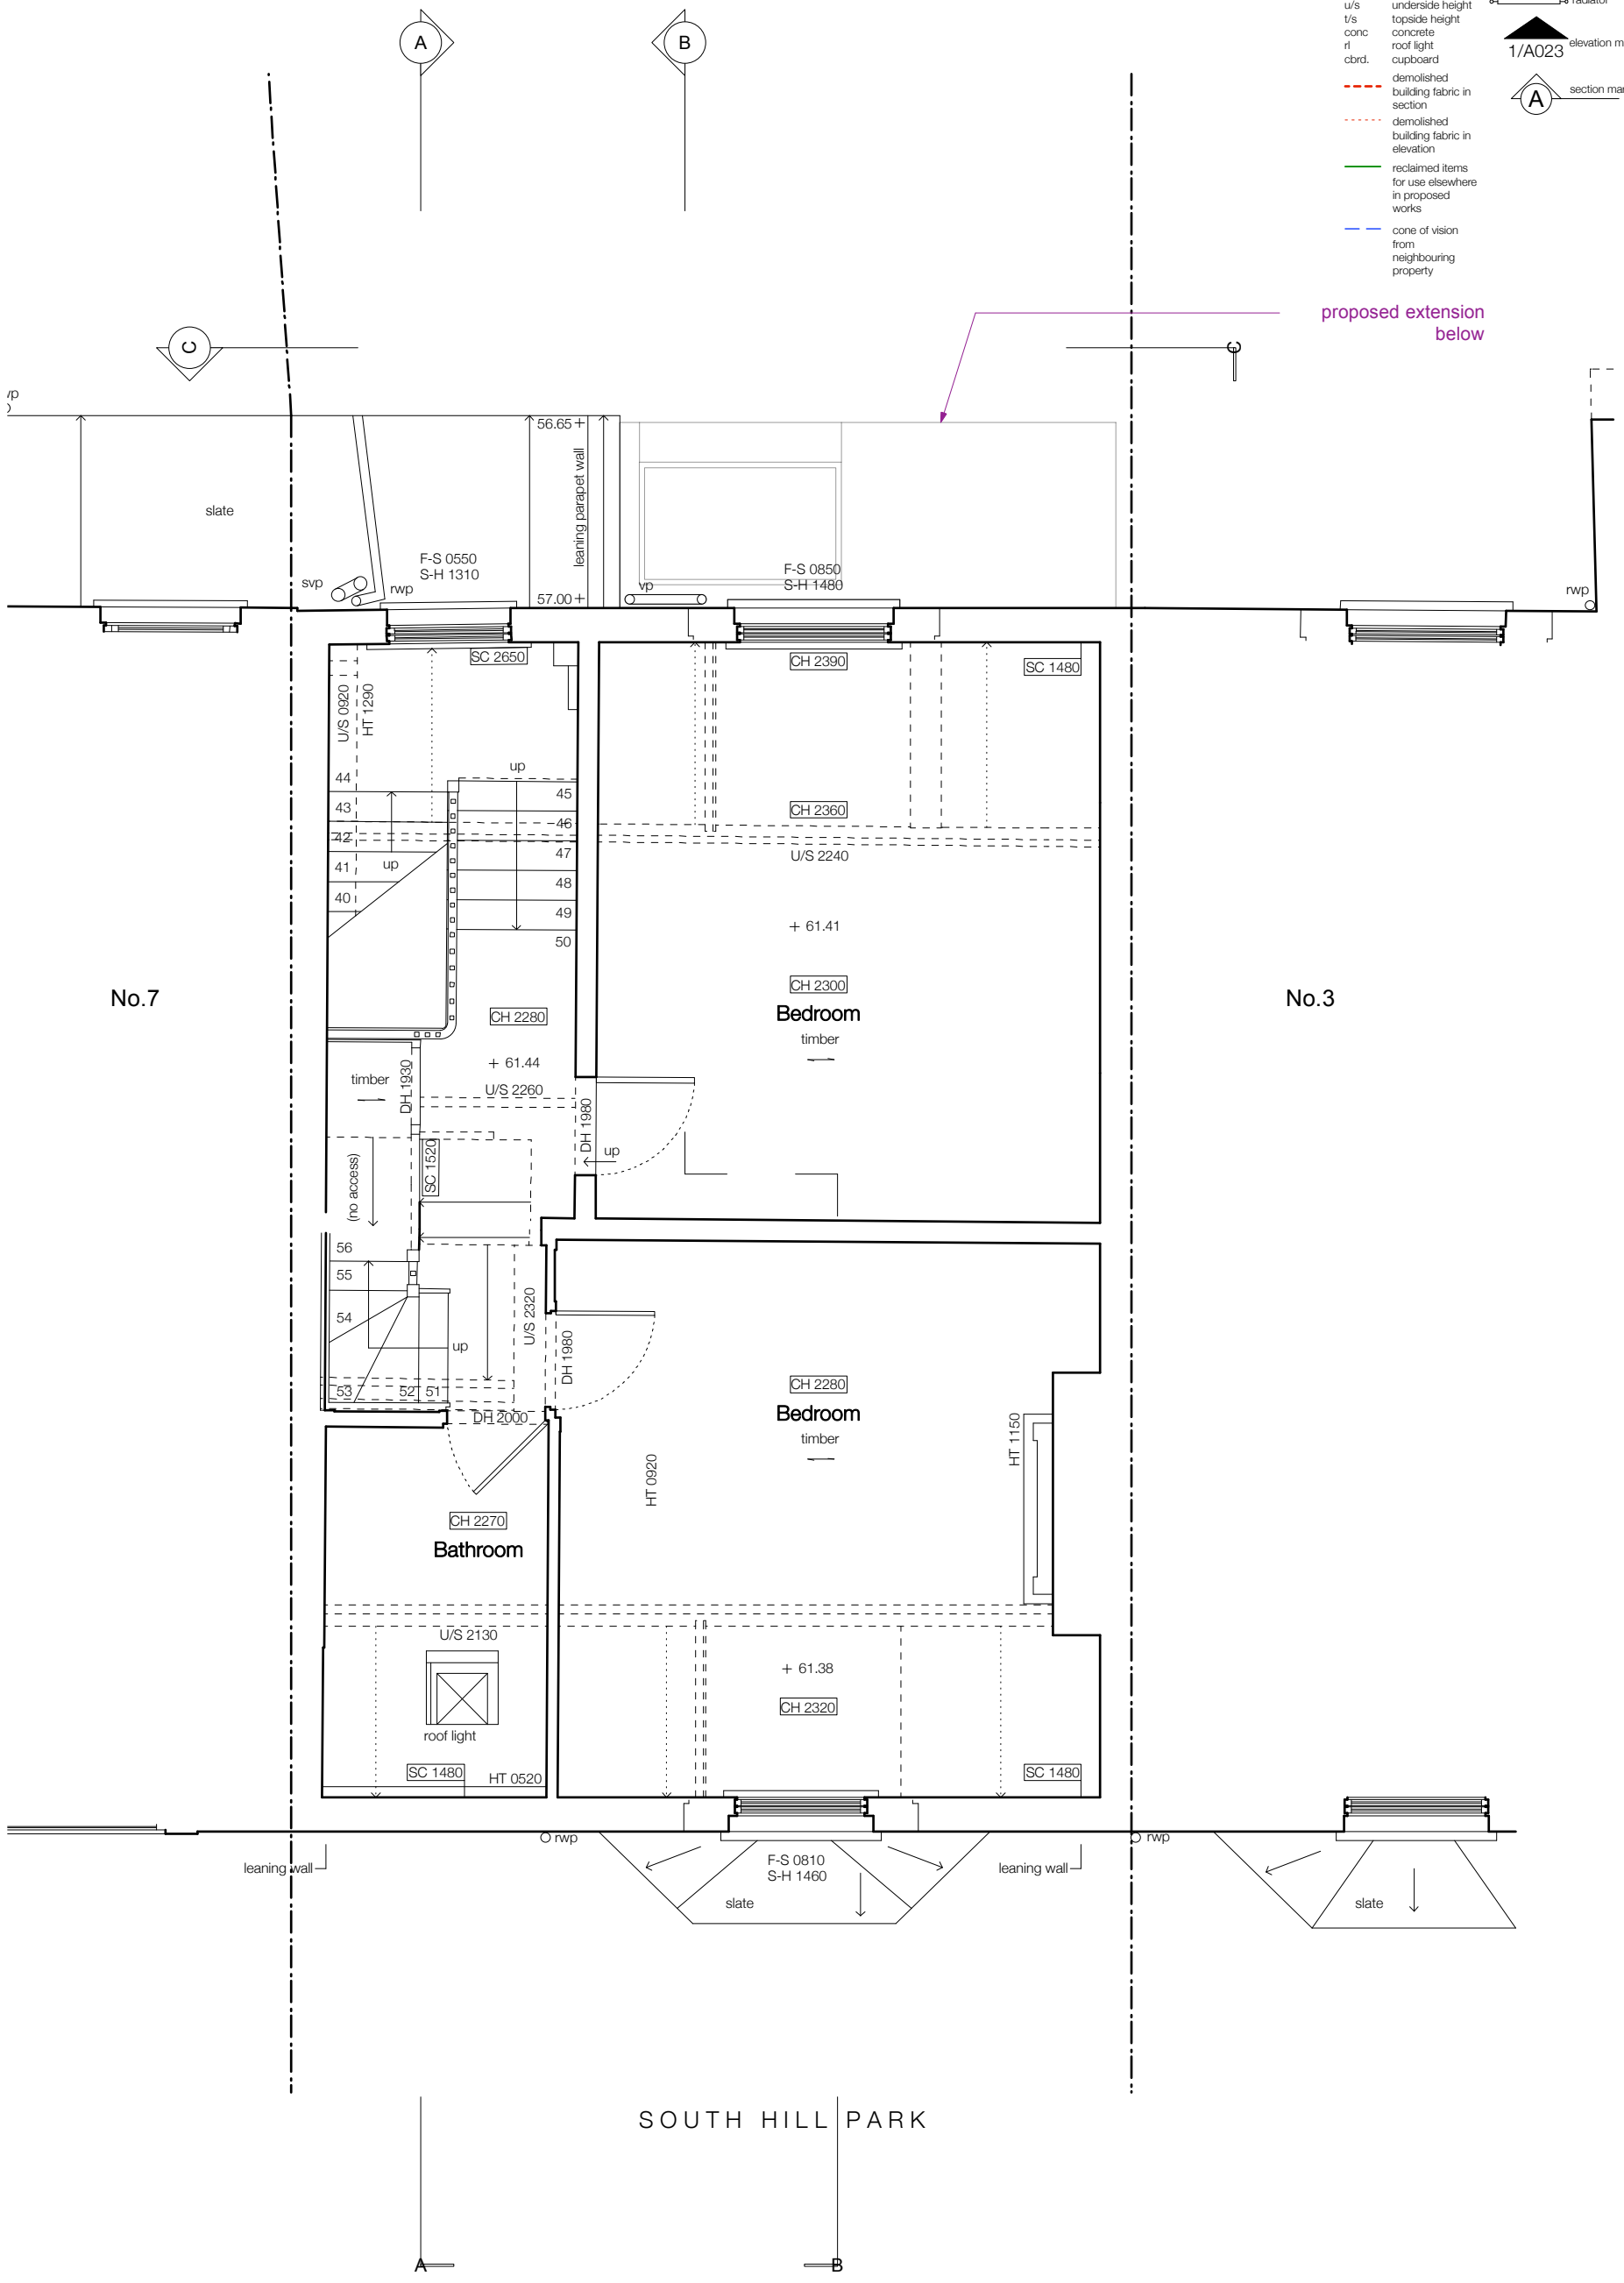 u/s underside height
t/s topside height
conc concrete
rl roof light
cbrd. cupboard
demolished
building fabric in
section
demolished
building fabric in
elevation
reclaimed items
for use elsewhere
in proposed
works
cone of vision
from
neighbouring
property
radiator
1/A023
elevation m
A
section mar
A
B
proposed extension
below
C
C
slate
56.65 +
leaning parapet wall
57.00 +
F-S 0550
S-H 1310
svp
rwp
vp
F-S 0850
S-H 1480
rwp
SC 2650
CH 2390
SC 1480
U/S 0920
HT 1290
up
44
43
42
41
40
up
45
46
47
48
49
50
CH 2360
U/S 2240
+ 61.41
CH 2300
Bedroom
timber
No.7
No.3
CH 2280
+ 61.44
U/S 2260
timber
DH 1930
DH 1980
up
SC 1520
(no access)
56
55
54
53
52
51
up
U/S 2320
DH 1980
DH 2000
CH 2280
Bedroom
timber
HT 0920
HT 1150
CH 2270
Bathroom
U/S 2130
roof light
SC 1480
HT 0520
+ 61.38
CH 2320
SC 1480
rwp
rwp
leaning wall
leaning wall
F-S 0810
S-H 1460
slate
slate
SOUTH HILL PARK
A
B